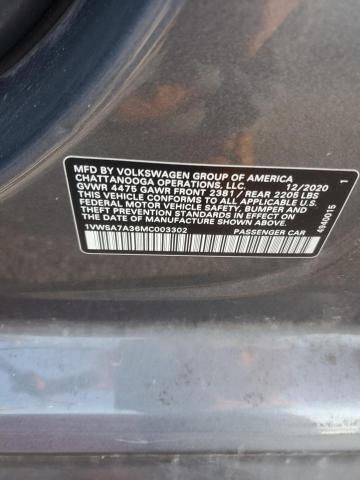 MFD BY VOLKSWAGEN GROUP OF AMERICA
CHATTANOOGA OPERATIONS, LLC. 12/2020 1
GVWR 4475 GAWR FRONT 2381 / REAR 2205 LBS
THIS VEHICLE CONFORMS TO ALL APPLICABLE U.S.
FEDERAL MOTOR VEHICLE SAFETY, BUMPER AND
THEFT PREVENTION STANDARDS IN EFFECT ON THE
DATE OF MANUFACTURE SHOWN ABOVE.
1VWSA7A36MC003302 PASSENGER CAR
4940015